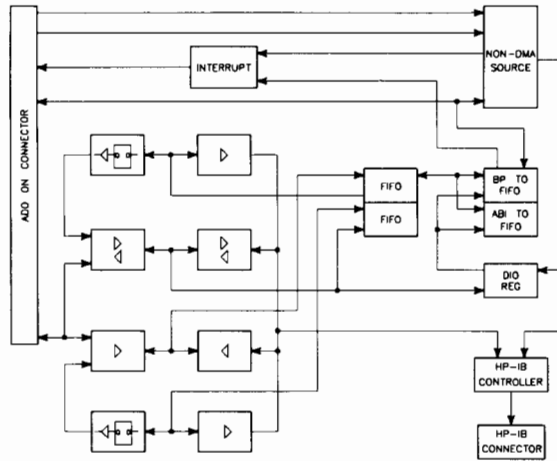 ADD ON CONNECTOR
NON-DMA
SOURCE
INTERRUPT
FIFO
FIFO
BP TO
FIFO
ABI TO
FIFO
DIO
REG
HP-IB
CONTROLLER
HP-IB
CONNECTOR